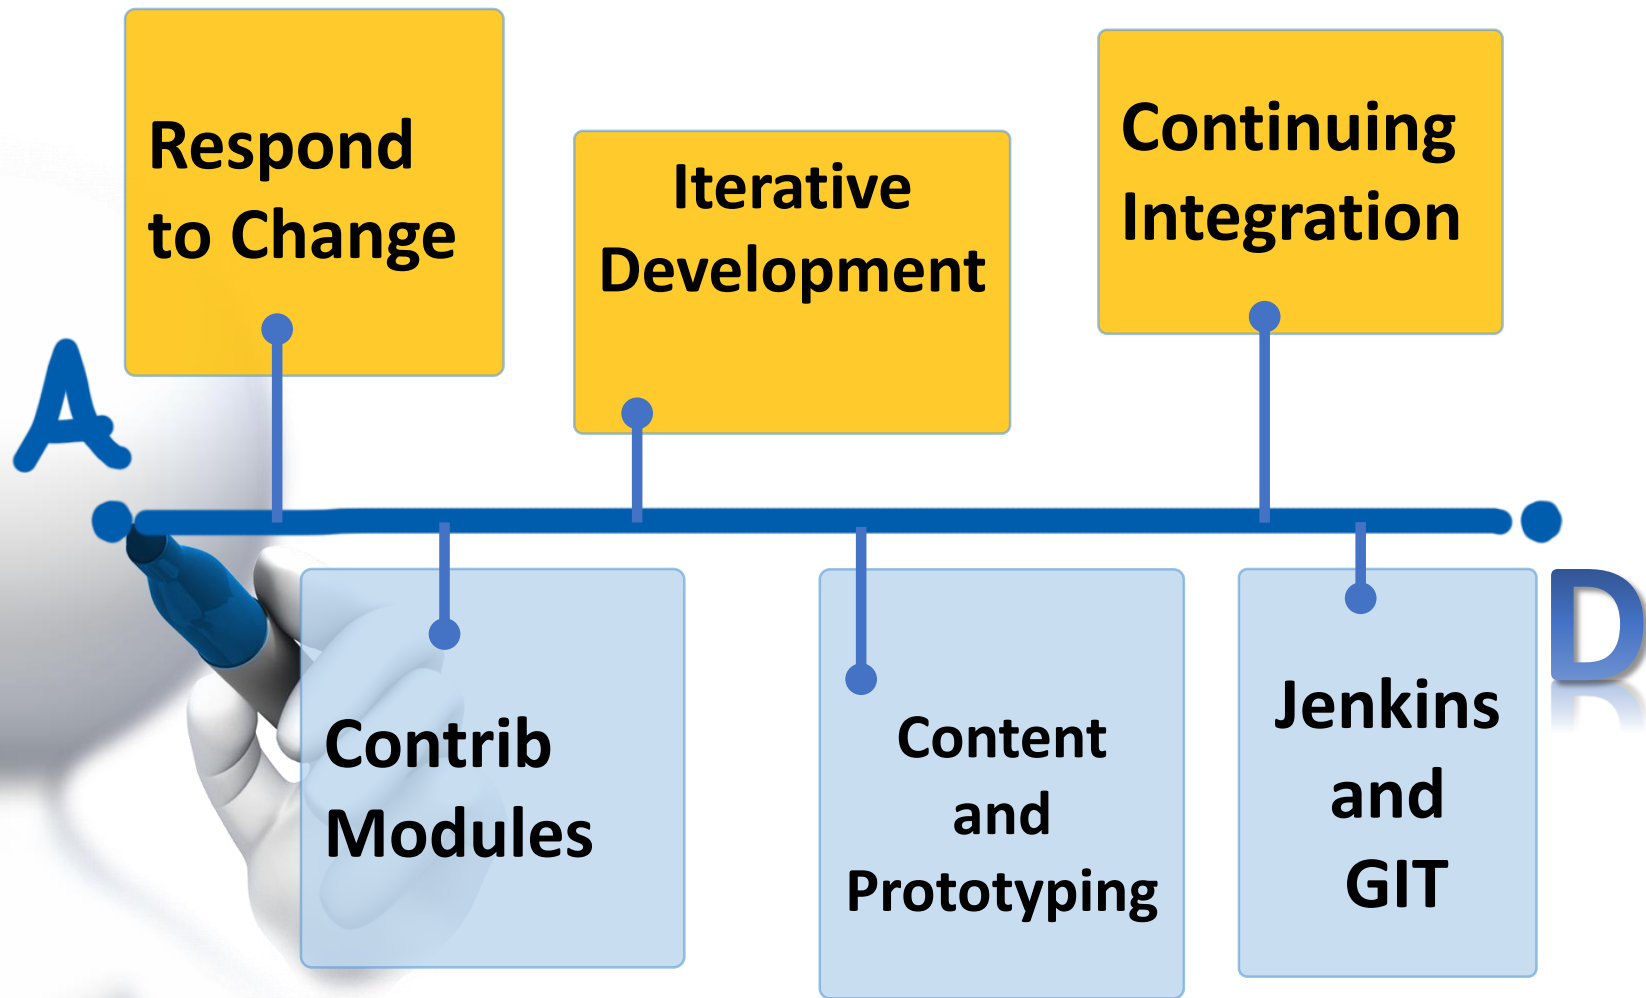 Respond
to Change
Iterative
Development
Continuing
Integration
A
D
Contrib
Modules
Content
and
Prototyping
Jenkins
and
GIT